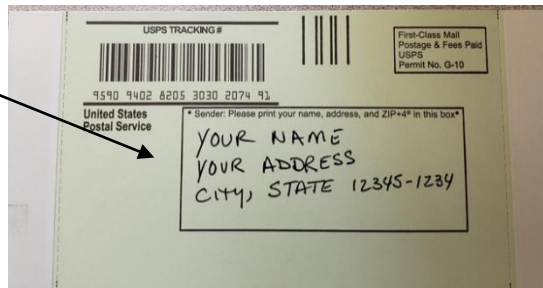 USPS TRACKING #
9590 9402 8205 3030 2074 91
First-Class Mail
Postage & Fees Paid
USPS
Permit No. G-10
United States
Postal Service
• Sender: Please print your name, address, and ZIP+4® in this box•
YOUR NAME
YOUR ADDRESS
CITY, STATE 12345-1234